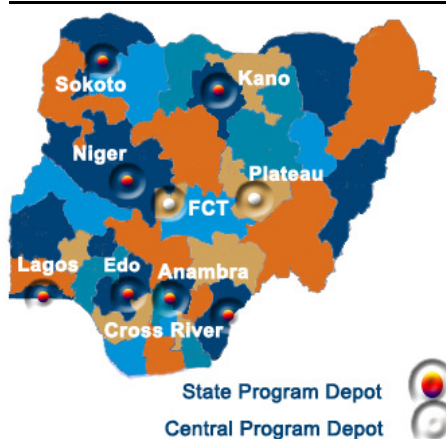 Sokoto
Kano
Niger
Plateau
FCT
Lagos
Edo
Anambra
Cross River
State Program Depot
Central Program Depot